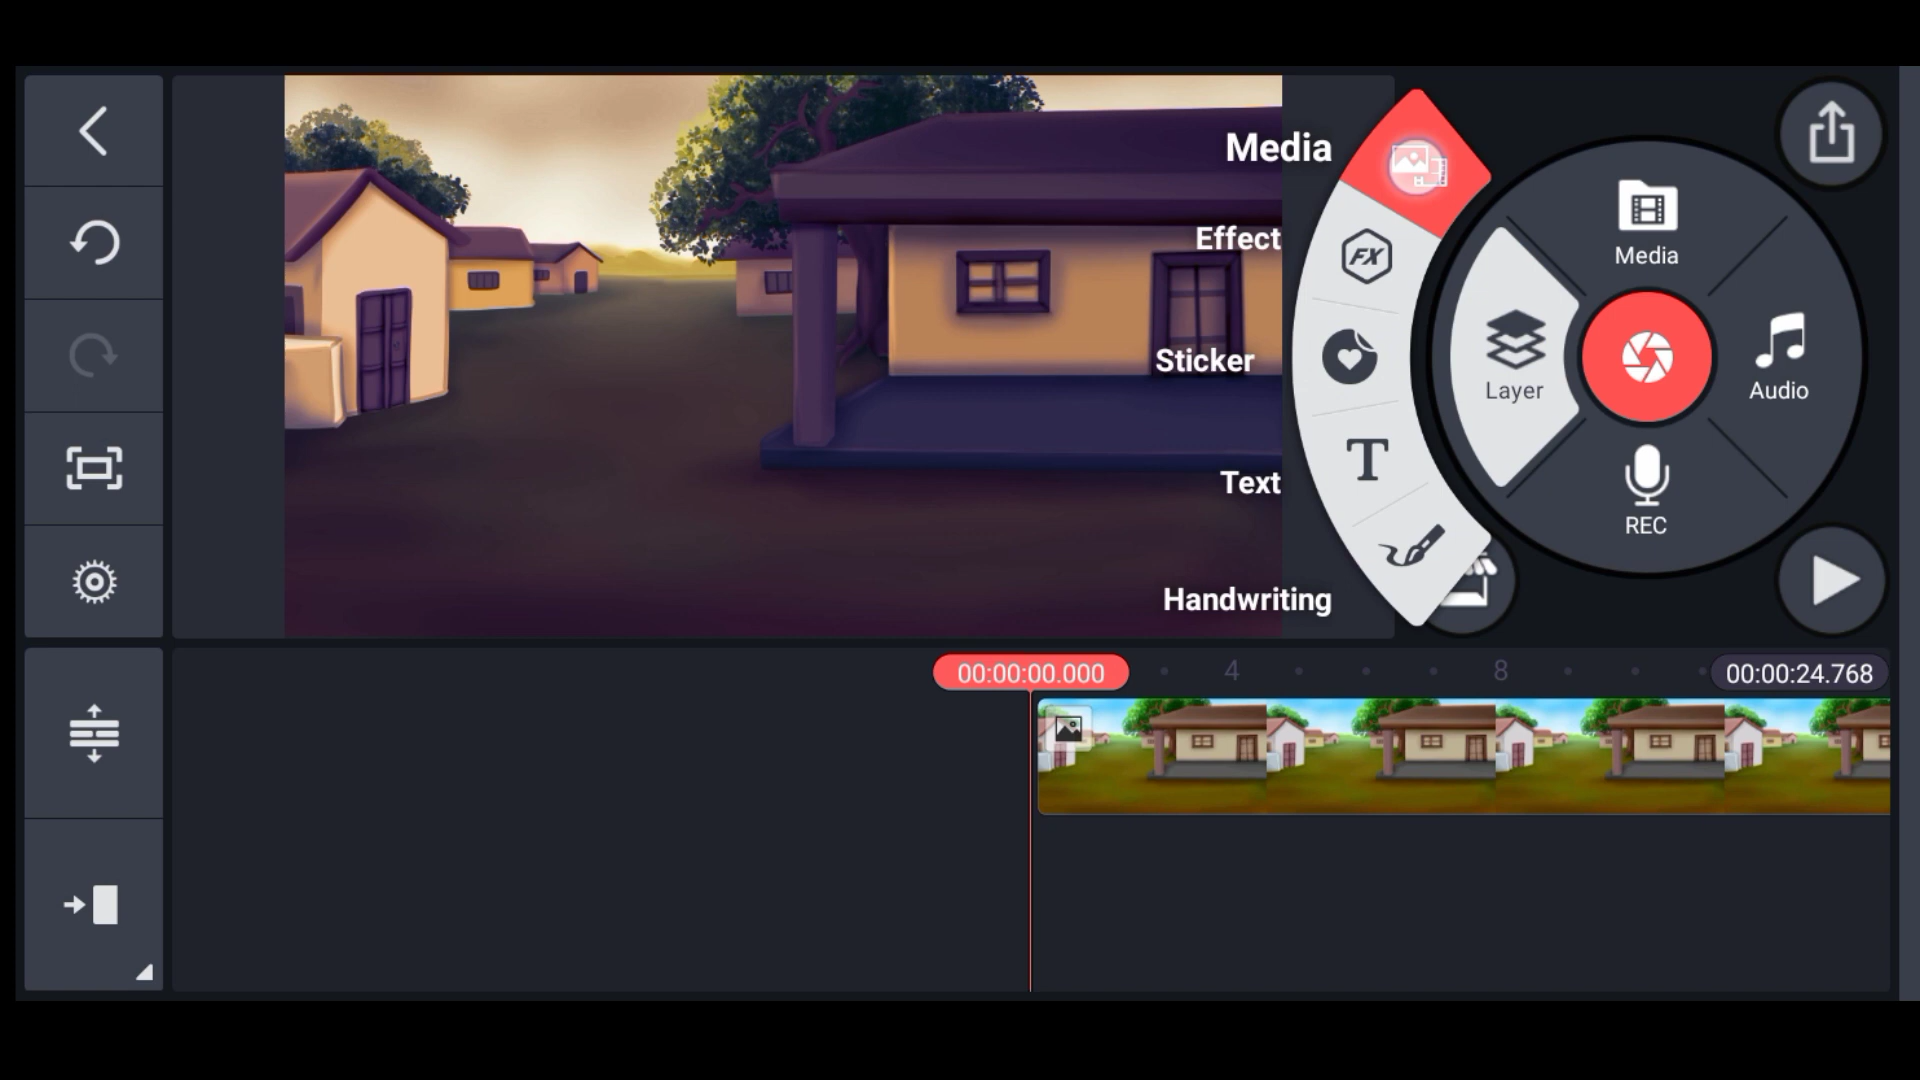 Media
Effect
Sticker
Text
Handwriting
FX
T
Media
Layer
Audio
REC
00:00:00.000
4
8
00:00:24.768